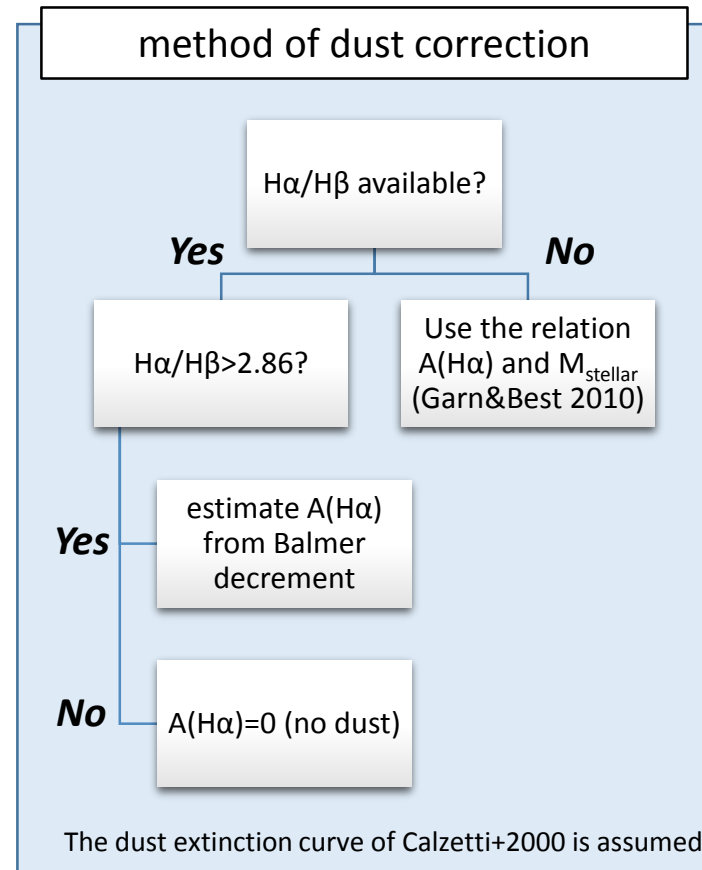 method of dust correction
Hα/Hβ available?
Yes
No
Hα/Hβ>2.86?
Use the relation
A(Hα) and Mstellar
(Garn&Best 2010)
Yes
estimate A(Hα)
from Balmer
decrement
No
A(Hα)=0 (no dust)
The dust extinction curve of Calzetti+2000 is assumed